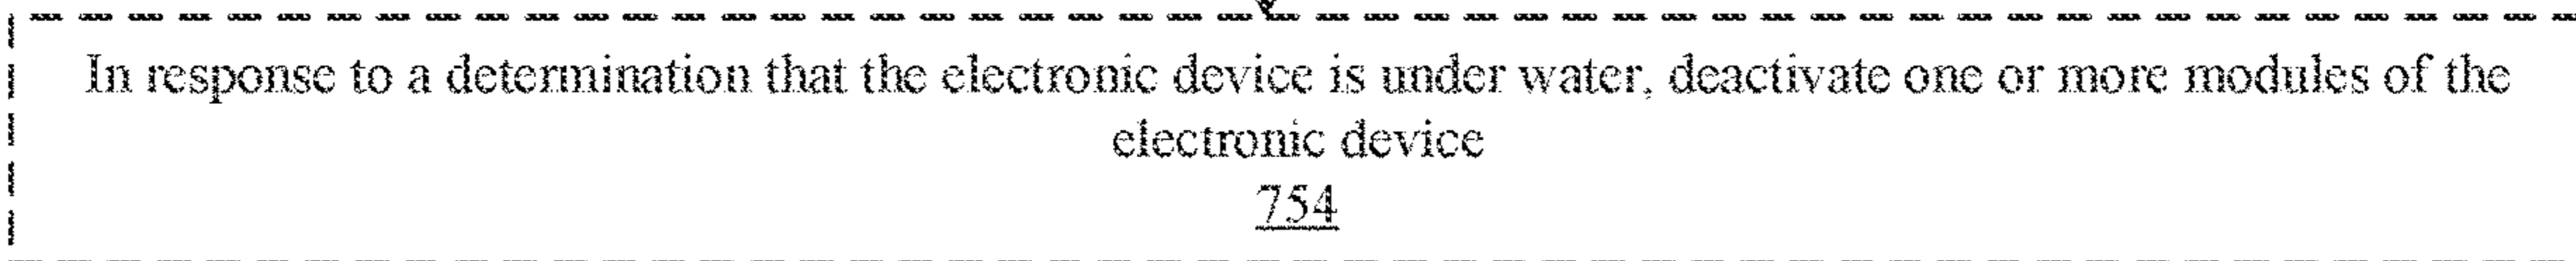 In response to a determination that the electronic device is under water, deactivate one or more modules of the
electronic device
754